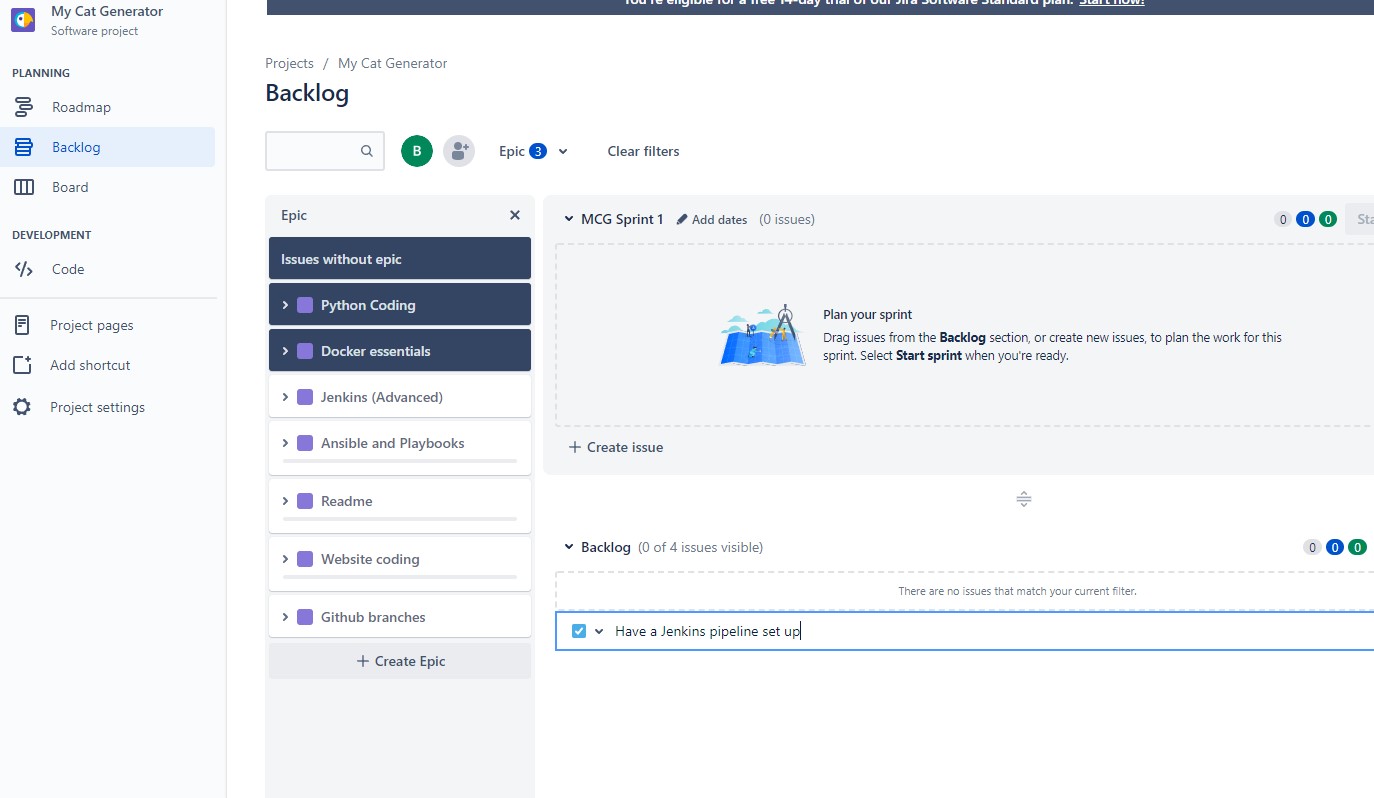 My Cat Generator
Software project
PLANNING
Roadmap
Backlog
Board
DEVELOPMENT
Code
Project pages
Add shortcut
Project settings
You're eligible for a free 14-day trial of our Jira Software Standard plan. Start now!
Projects / My Cat Generator
Backlog
B
Epic 3
Clear filters
Epic
Issues without epic
Python Coding
Docker essentials
Jenkins (Advanced)
Ansible and Playbooks
Readme
Website coding
Github branches
+ Create Epic
MCG Sprint 1 Add dates (0 issues)
0 0 0 Sta
Plan your sprint
Drag issues from the Backlog section, or create new issues, to plan the work for this
sprint. Select Start sprint when you're ready.
+ Create issue
Backlog (0 of 4 issues visible)
0 0 0
There are no issues that match your current filter.
Have a Jenkins pipeline set up